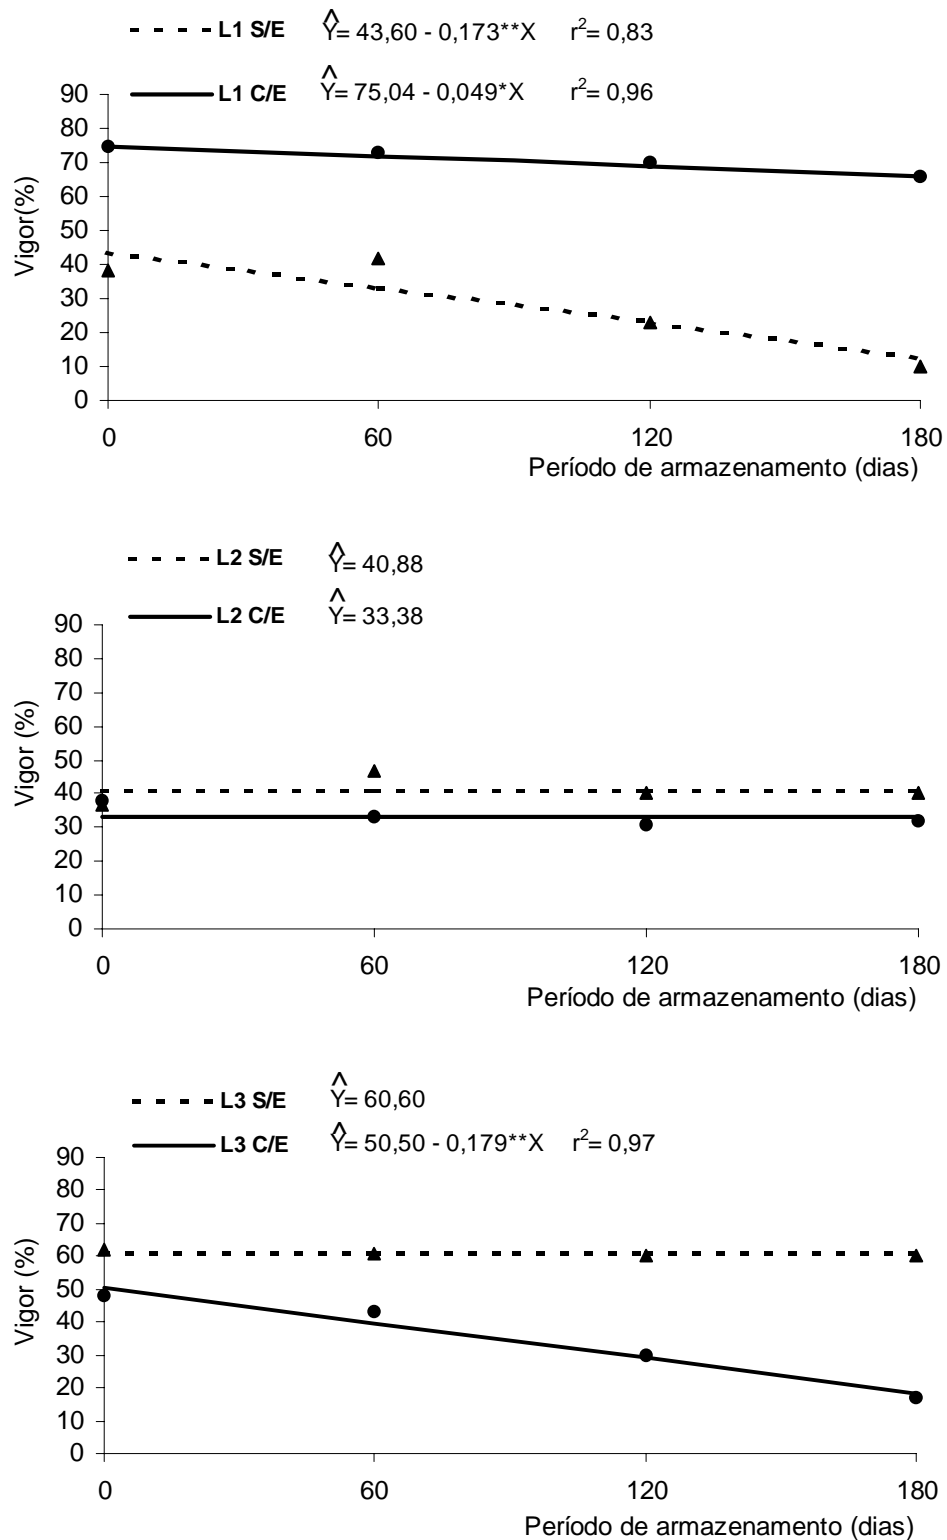 L1 S/E Ŷ= 43,60 - 0,173**X r²= 0,83
L1 C/E Ŷ= 75,04 - 0,049*X r²= 0,96
Vigor(%)
90
80
70
60
50
40
30
20
10
0
0 60 120 180
Período de armazenamento (dias)
L2 S/E Ŷ= 40,88
L2 C/E Ŷ= 33,38
Vigor (%)
90
80
70
60
50
40
30
20
10
0
0 60 120 180
Período de armazenamento (dias)
L3 S/E Ŷ= 60,60
L3 C/E Ŷ= 50,50 - 0,179**X r²= 0,97
Vigor (%)
90
80
70
60
50
40
30
20
10
0
0 60 120 180
Período de armazenamento (dias)